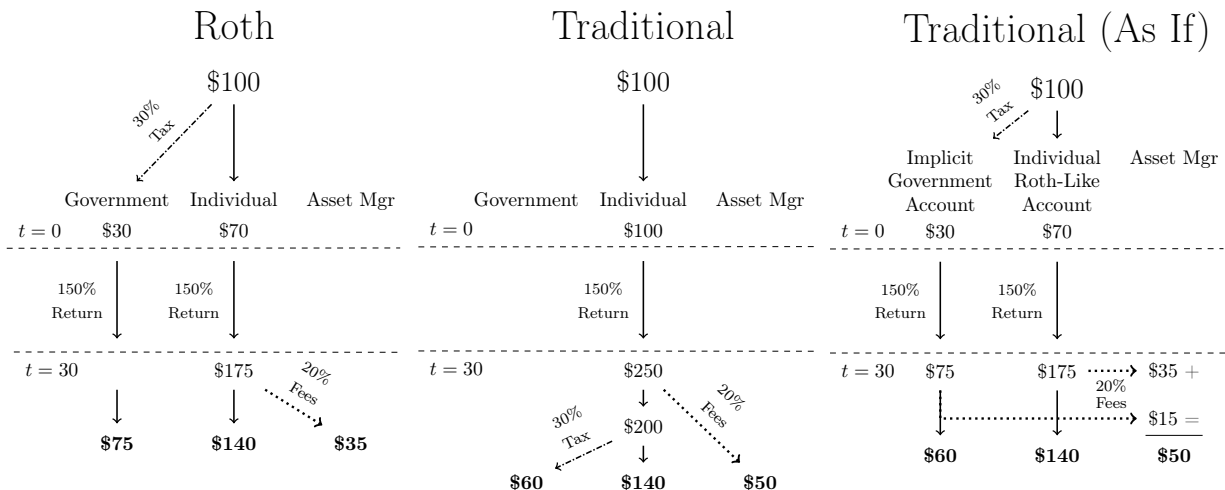 Roth
$100
30%
Tax
Government Individual Asset Mgr
t = 0 $30 $70
150%
Return
150%
Return
t = 30 $175
20%
Fees
$75 $140 $35
Traditional
$100
Government Individual Asset Mgr
t = 0 $100
150%
Return
t = 30 $250
20%
Fees
$200
30%
Tax
$60 $140 $50
Traditional (As If)
$100
30%
Tax
Implicit
Government
Account
Individual
Roth-Like
Account
Asset Mgr
t = 0 $30 $70
150%
Return
150%
Return
t = 30 $75 $175 $35 +
20%
Fees
$15 =
$60 $140 $50